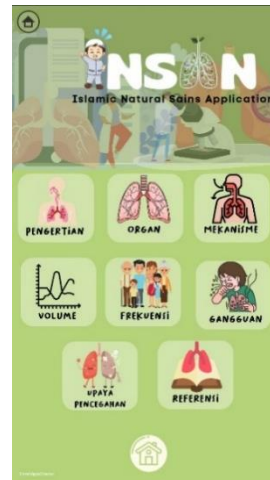 INSAN
Islamic Natural Sains Application
PENGERTIAN
ORGAN
MEKANISME
VOLUME
FREKUENSI
GANGGUAN
UPAYA
PENCEGAHAN
REFERENSI